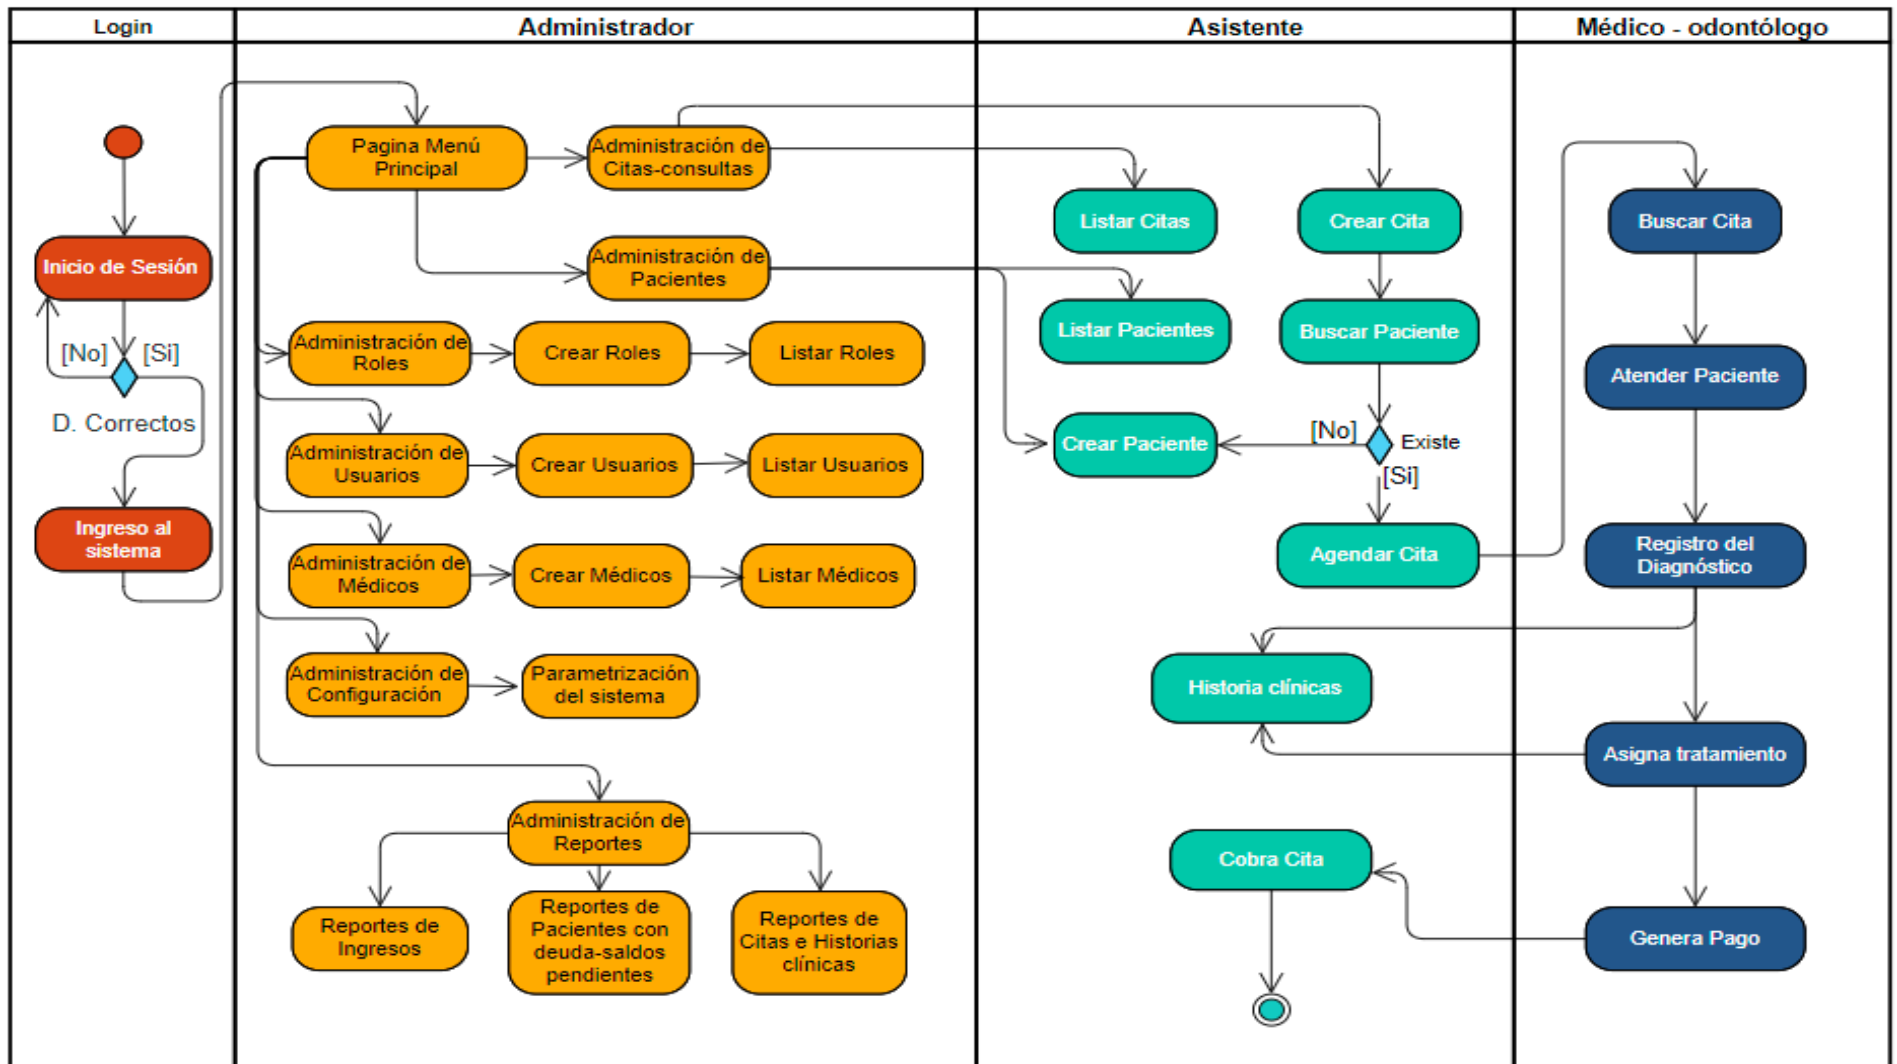 Login
Administrador
Asistente
Médico - odontólogo
Inicio de Sesión
[No]
[Si]
D. Correctos
Ingreso al
sistema
Pagina Menú
Principal
Administración de
Citas-consultas
Administración de
Pacientes
Administración de
Roles
Crear Roles
Listar Roles
Administración de
Usuarios
Crear Usuarios
Listar Usuarios
Administración de
Médicos
Crear Médicos
Listar Médicos
Administración de
Configuración
Parametrización
del sistema
Administración de
Reportes
Reportes de
Ingresos
Reportes de
Pacientes con
deuda-saldos
pendientes
Reportes de
Citas e Historias
clínicas
Listar Citas
Crear Cita
Listar Pacientes
Buscar Paciente
Crear Paciente
[No]
Existe
[Si]
Agendar Cita
Historia clínicas
Cobra Cita
Buscar Cita
Atender Paciente
Registro del
Diagnóstico
Asigna tratamiento
Genera Pago